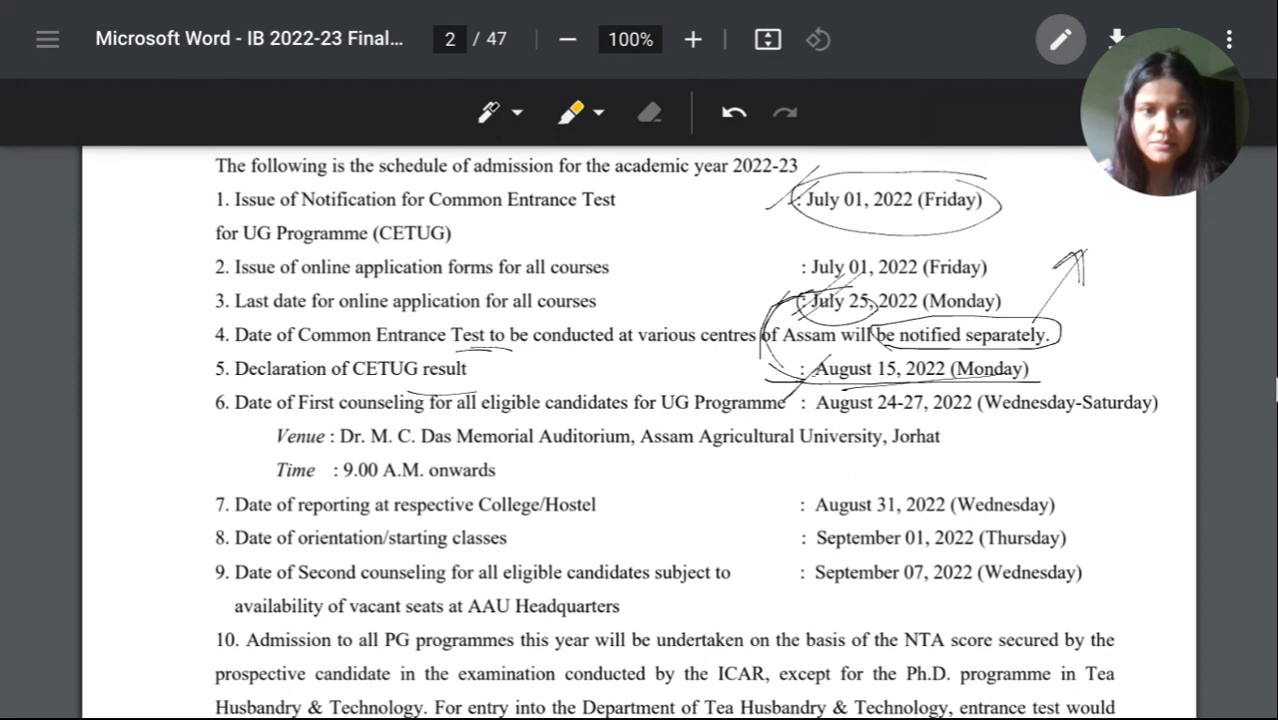 Microsoft Word - IB 2022-23 Final...
2 / 47
100%
The following is the schedule of admission for the academic year 2022-23
1. Issue of Notification for Common Entrance Test : July 01, 2022 (Friday)
for UG Programme (CETUG)
2. Issue of online application forms for all courses : July 01, 2022 (Friday)
3. Last date for online application for all courses : July 25, 2022 (Monday)
4. Date of Common Entrance Test to be conducted at various centres of Assam will be notified separately.
5. Declaration of CETUG result : August 15, 2022 (Monday)
6. Date of First counseling for all eligible candidates for UG Programme : August 24-27, 2022 (Wednesday-Saturday)
Venue : Dr. M. C. Das Memorial Auditorium, Assam Agricultural University, Jorhat
Time : 9.00 A.M. onwards
7. Date of reporting at respective College/Hostel : August 31, 2022 (Wednesday)
8. Date of orientation/starting classes : September 01, 2022 (Thursday)
9. Date of Second counseling for all eligible candidates subject to : September 07, 2022 (Wednesday)
availability of vacant seats at AAU Headquarters
10. Admission to all PG programmes this year will be undertaken on the basis of the NTA score secured by the
prospective candidate in the examination conducted by the ICAR, except for the Ph.D. programme in Tea
Husbandry & Technology. For entry into the Department of Tea Husbandry & Technology, entrance test would